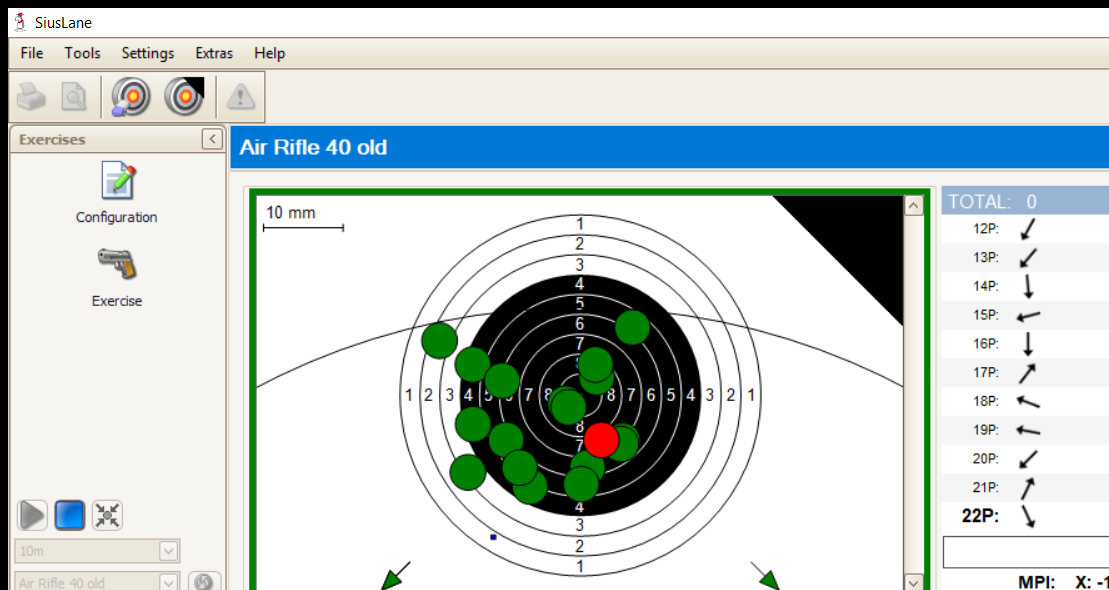 SiusLane
File Tools Settings Extras Help
Exercises
Air Rifle 40 old
Configuration
Exercise
10m
Air Rifle 40 old
10 mm
1
2
3
4
5
6
7
1 2 3 4 5 6 7 8 8 7 6 5 4 3 2 1
8
7
4
3
2
1
TOTAL: 0
12P:
13P:
14P:
15P:
16P:
17P:
18P:
19P:
20P:
21P:
22P:
MPI: X: -1